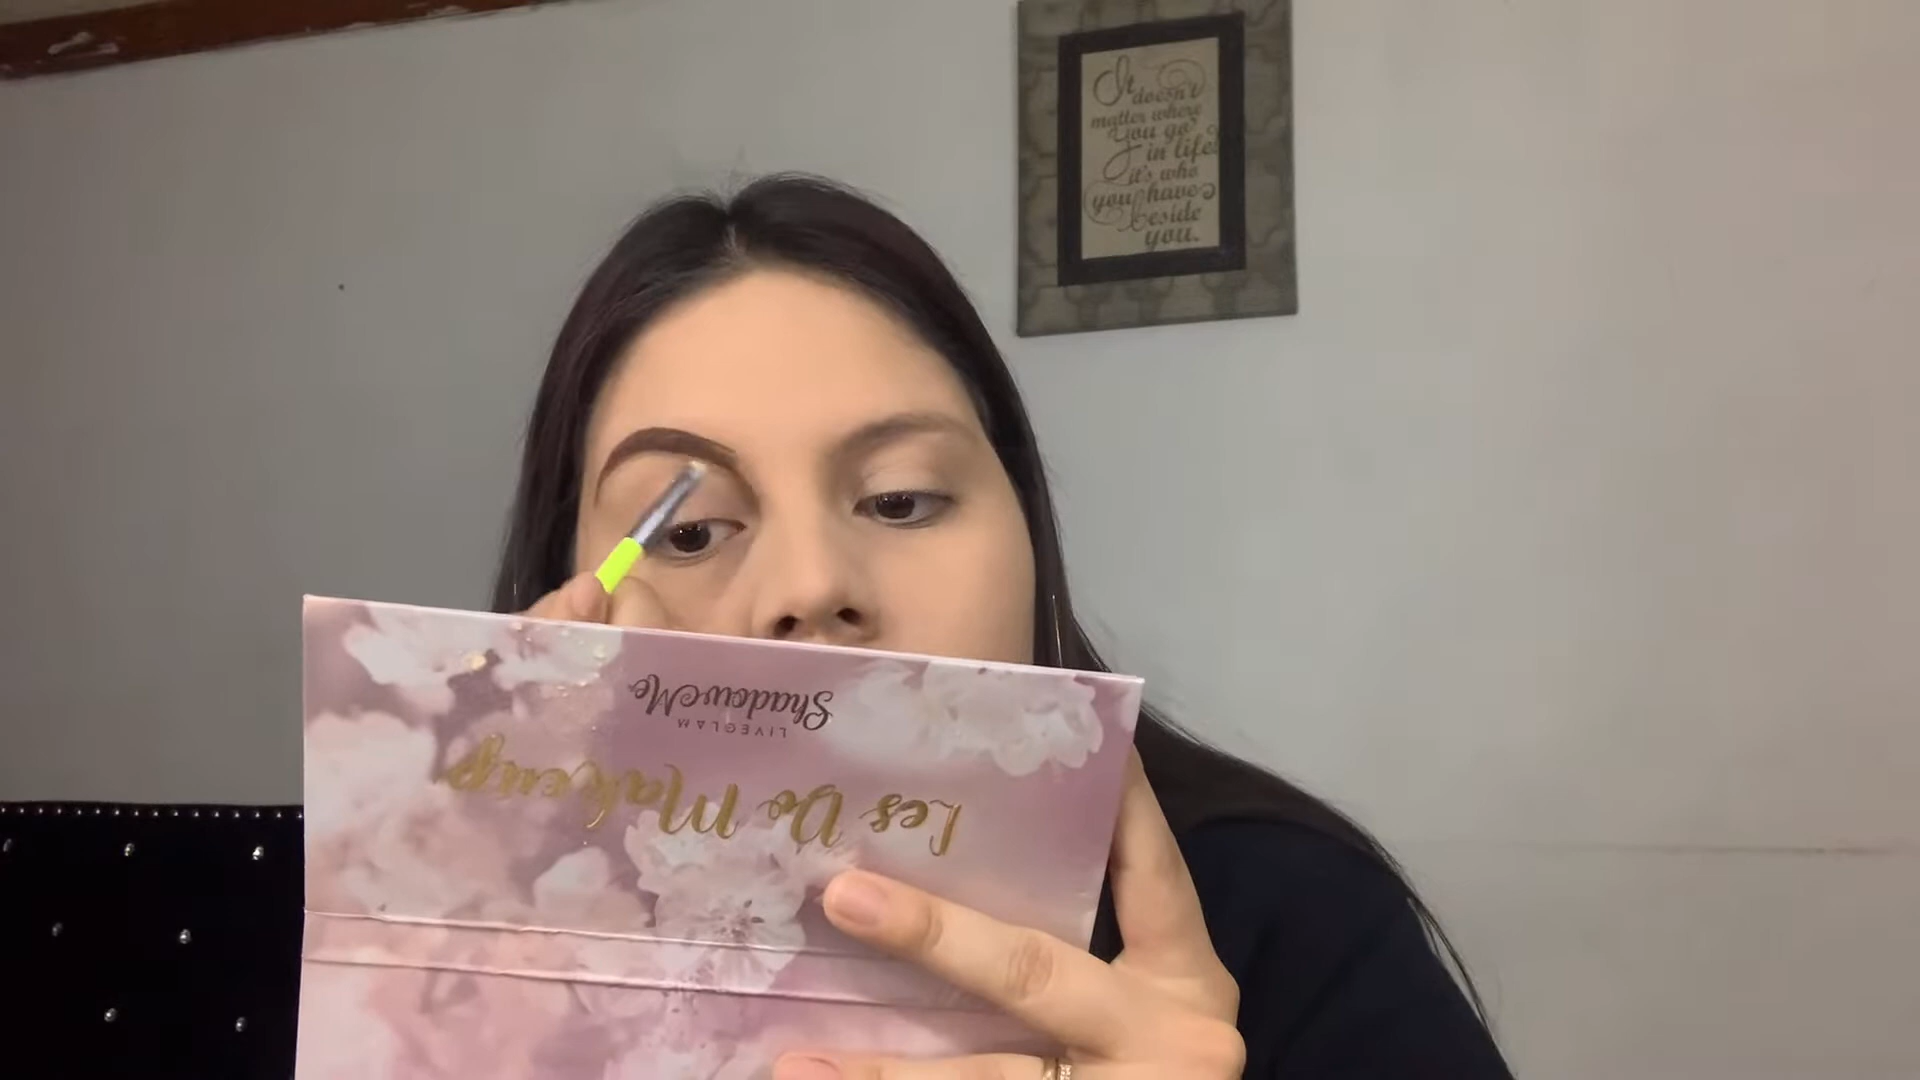 It
doesn't
matter where
you go
in life
it's who
you have
beside
you.
Les Do Makeup
LIVEGLAM
ShadowMe